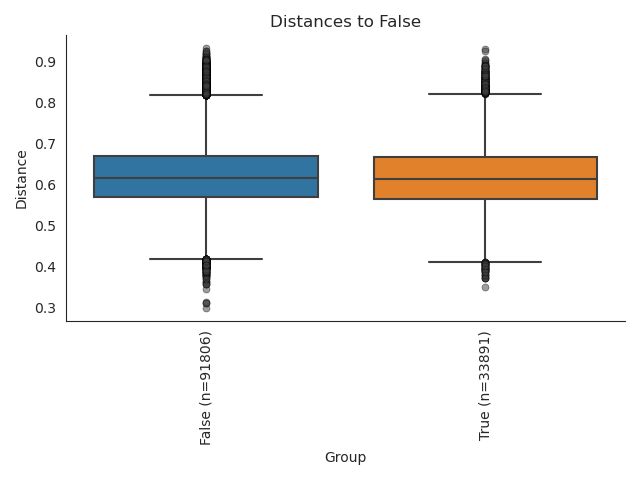 Distances to False
Distance
0.9
0.8
0.7
0.6
0.5
0.4
0.3
False (n=91806)
True (n=33891)
Group